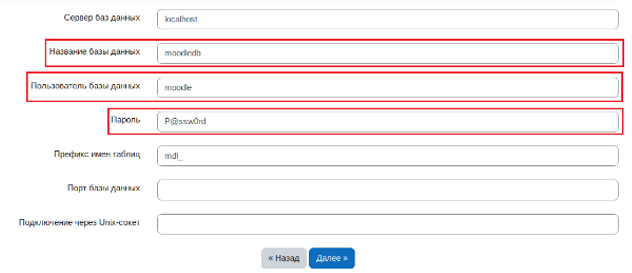 Сервер баз данных localhost
Название базы данных moodledb
Пользователь базы данных moodle
Пароль P@ssw0rd
Префикс имен таблиц mdl_
Порт базы данных
Подключение через Unix-сокет
« Назад Далее »